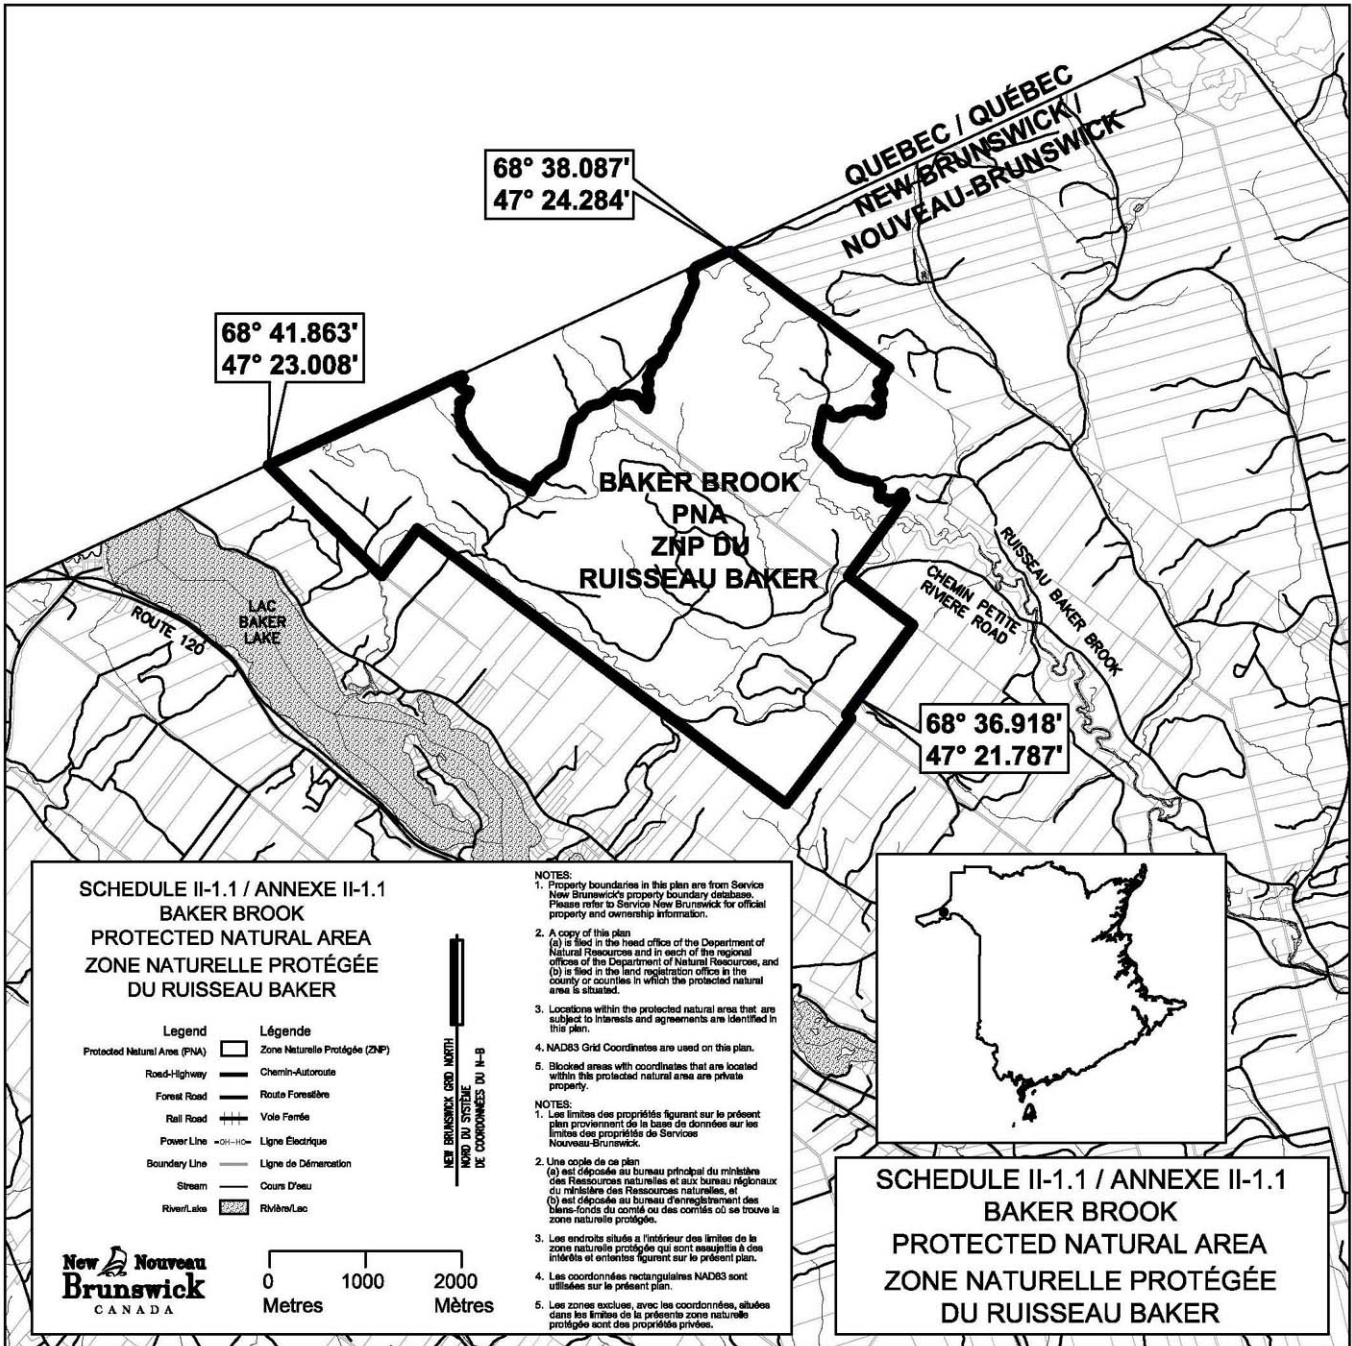 QUEBEC / QUÉBEC
NEW BRUNSWICK /
NOUVEAU-BRUNSWICK
68° 38.087'
47° 24.284'
68° 41.863'
47° 23.008'
BAKER BROOK
PNA
ZNP DU
RUISSEAU BAKER
RUISSEAU BAKER BROOK
CHEMIN PETITE
RIVIERE ROAD
LAC
BAKER
LAKE
ROUTE 120
68° 36.918'
47° 21.787'
SCHEDULE II-1.1 / ANNEXE II-1.1
BAKER BROOK
PROTECTED NATURAL AREA
ZONE NATURELLE PROTÉGÉE
DU RUISSEAU BAKER
Legend Légende
Protected Natural Area (PNA) Zone Naturelle Protégée (ZNP)
Road-Highway Chemin-Autoroute
Forest Road Route Forestière
Rail Road Voie Ferrée
Power Line OH-HO Ligne Électrique
Boundary Line Ligne de Démarcation
Stream Cours D'eau
River/Lake Rivière/Lac
NEW BRUNSWICK GRID NORTH
NORD DU SYSTÈME
DE COORDONNÉES DU N-B
New Nouveau
Brunswick
CANADA
0 1000 2000
Metres Mètres
NOTES:
1. Property boundaries in this plan are from Service
New Brunswick's property boundary database.
Please refer to Service New Brunswick for official
property and ownership information.
2. A copy of this plan
(a) is filed in the head office of the Department of
Natural Resources and in each of the regional
offices of the Department of Natural Resources, and
(b) is filed in the land registration office in the
county or counties in which the protected natural
area is situated.
3. Locations within the protected natural area that are
subject to interests and agreements are identified in
this plan.
4. NAD83 Grid Coordinates are used on this plan.
5. Blocked areas with coordinates that are located
within this protected natural area are private
property.
NOTES:
1. Les limites des propriétés figurant sur le présent
plan proviennent de la base de données sur les
limites des propriétés de Services
Nouveau-Brunswick.
2. Une copie de ce plan
(a) est déposée au bureau principal du ministère
des Ressources naturelles et aux bureau régionaux
du ministère des Ressources naturelles, et
(b) est déposée au bureau d'enregistrement des
biens-fonds du comté ou des comtés où se trouve la
zone naturelle protégée.
3. Les endroits situés a l'intérieur des limites de la
zone naturelle protégée qui sont assujettis à des
intérêts et ententes figurent sur le présent plan.
4. Les coordonnées rectangulaires NAD83 sont
utilisées sur le présent plan.
5. Les zones exclues, avec les coordonnées, situées
dans les limites de la présente zone naturelle
protégée sont des propriétés privées.
SCHEDULE II-1.1 / ANNEXE II-1.1
BAKER BROOK
PROTECTED NATURAL AREA
ZONE NATURELLE PROTÉGÉE
DU RUISSEAU BAKER